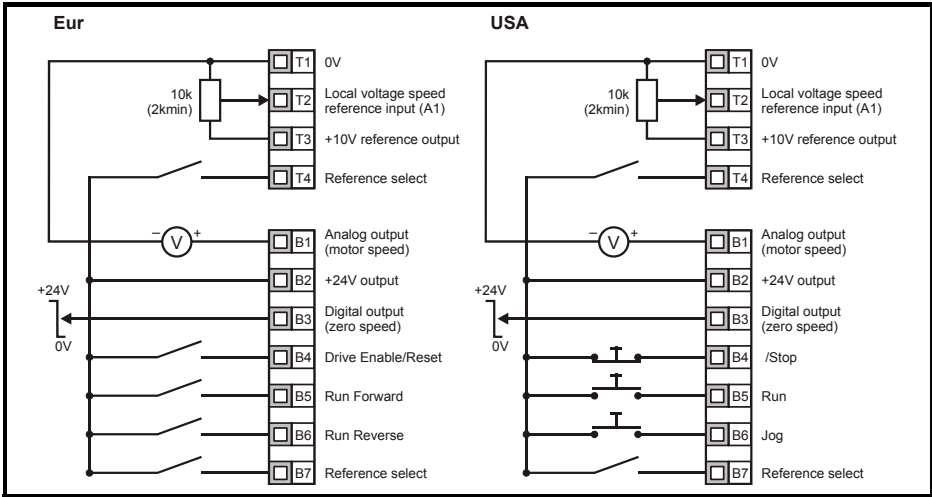 Eur
T1 0V
10k
(2kmin)
T2 Local voltage speed
reference input (A1)
T3 +10V reference output
T4 Reference select
– V +
B1 Analog output
(motor speed)
B2 +24V output
+24V
0V
B3 Digital output
(zero speed)
B4 Drive Enable/Reset
B5 Run Forward
B6 Run Reverse
B7 Reference select
USA
T1 0V
10k
(2kmin)
T2 Local voltage speed
reference input (A1)
T3 +10V reference output
T4 Reference select
– V +
B1 Analog output
(motor speed)
B2 +24V output
+24V
0V
B3 Digital output
(zero speed)
B4 /Stop
B5 Run
B6 Jog
B7 Reference select